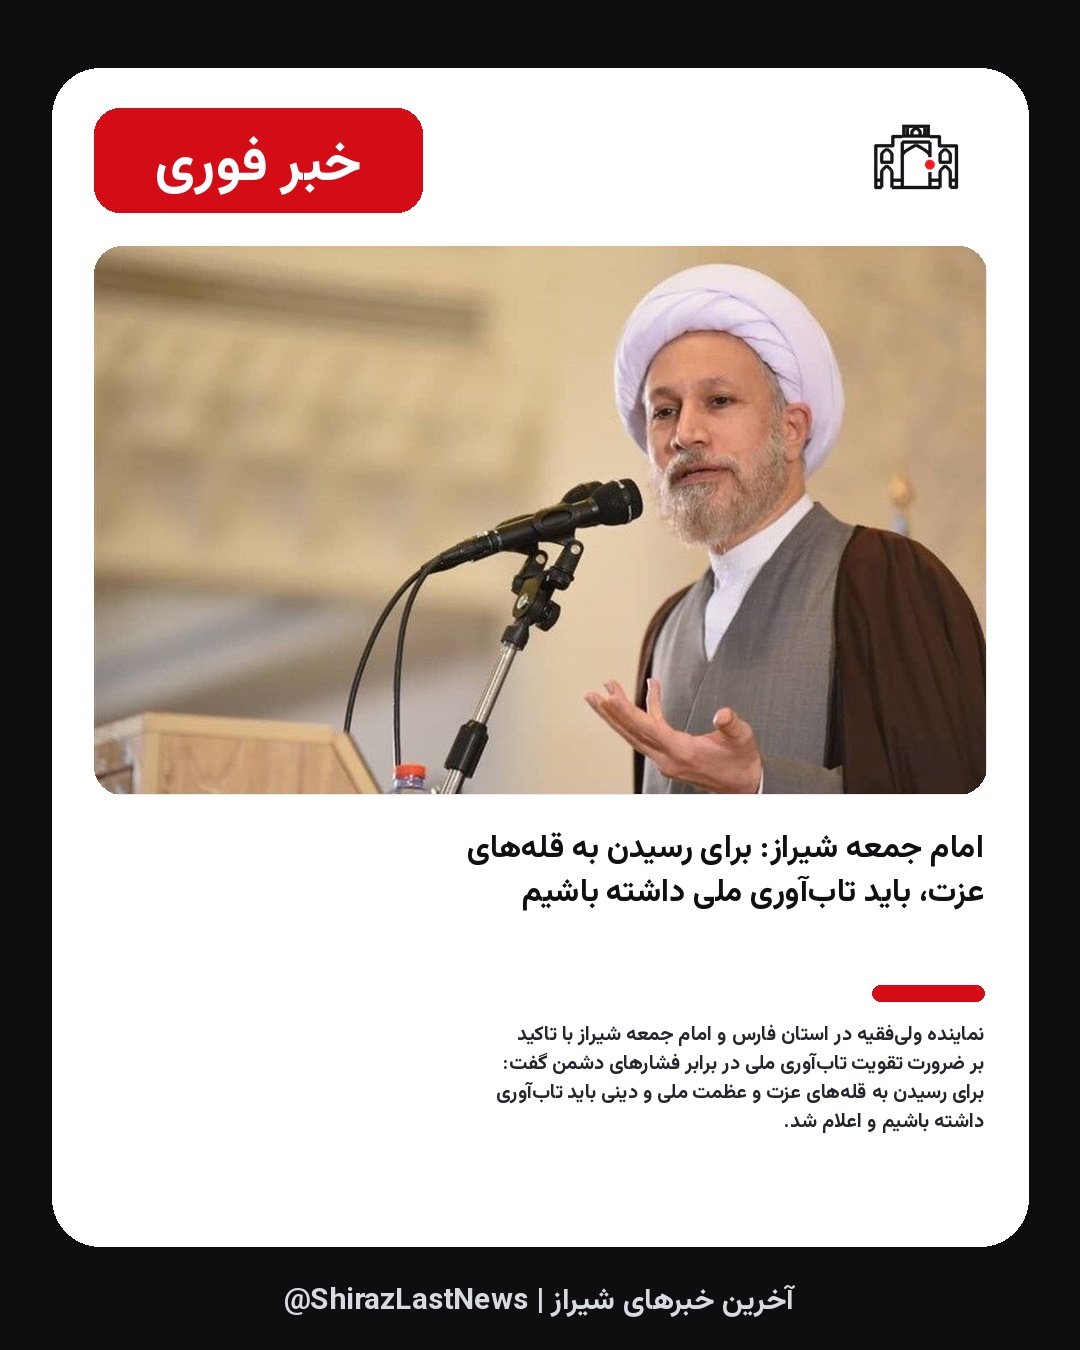 خبر فوری
امام جمعه شیراز: برای رسیدن به قله‌های
عزت، باید تاب‌آوری ملی داشته باشیم
نماینده ولی‌فقیه در استان فارس و امام جمعه شیراز با تاکید
بر ضرورت تقویت تاب‌آوری ملی در برابر فشارهای دشمن گفت:
برای رسیدن به قله‌های عزت و عظمت ملی و دینی باید تاب‌آوری
داشته باشیم و اعلام شد.
آخرین خبرهای شیراز | @ShirazLastNews